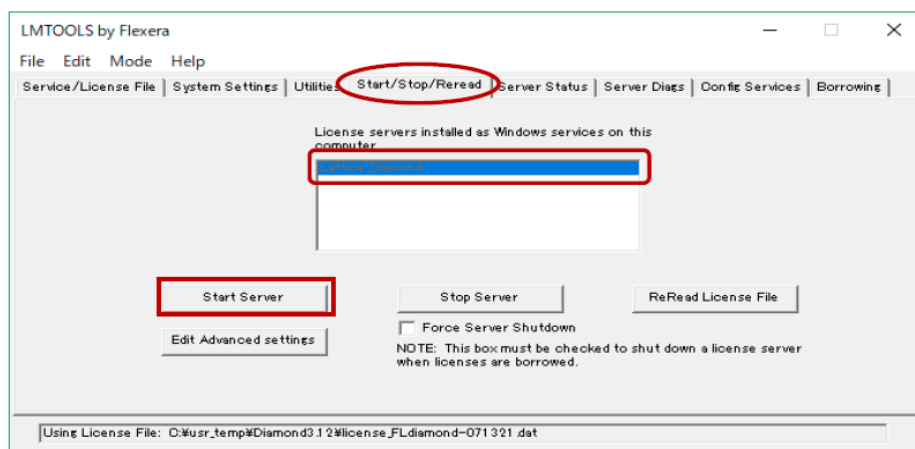 LMTOOLS by Flexera
File Edit Mode Help
Service/License File System Settings Utilities Start/Stop/Reread Server Status Server Diags Config Services Borrowing
License servers installed as Windows services on this
computer
Lattice_Diamond
Start Server Stop Server ReRead License File
Force Server Shutdown
Edit Advanced settings
NOTE: This box must be checked to shut down a license server
when licenses are borrowed.
Using License File: C:¥usr_temp¥Diamond3.12¥license_FLdiamond-071321.dat